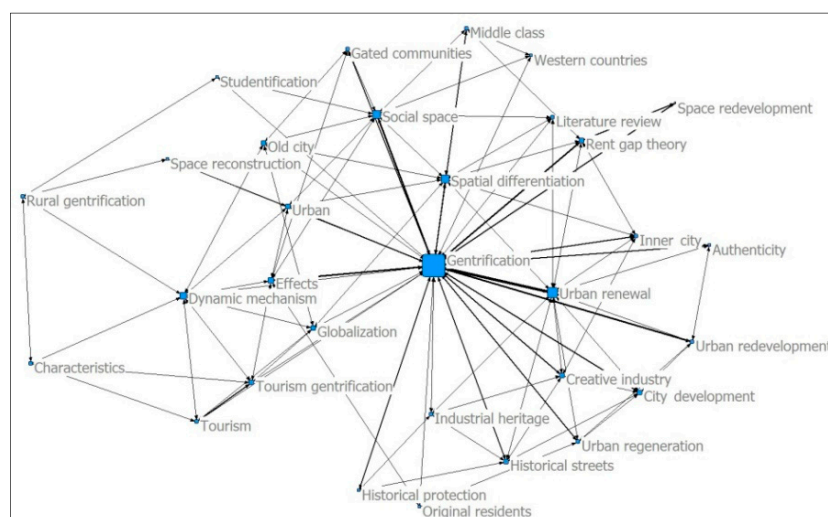 Middle class
Gated communities
Western countries
Studentification
Space redevelopment
Social space
Literature review
Old city
Rent gap theory
Space reconstruction
Spatial differentiation
Rural gentrification
Urban
Inner city
Authenticity
Gentrification
Effects
Urban renewal
Dynamic mechanism
Globalization
Urban redevelopment
Characteristics
Creative industry
Tourism gentrification
City development
Industrial heritage
Tourism
Urban regeneration
Historical streets
Historical protection
Original residents